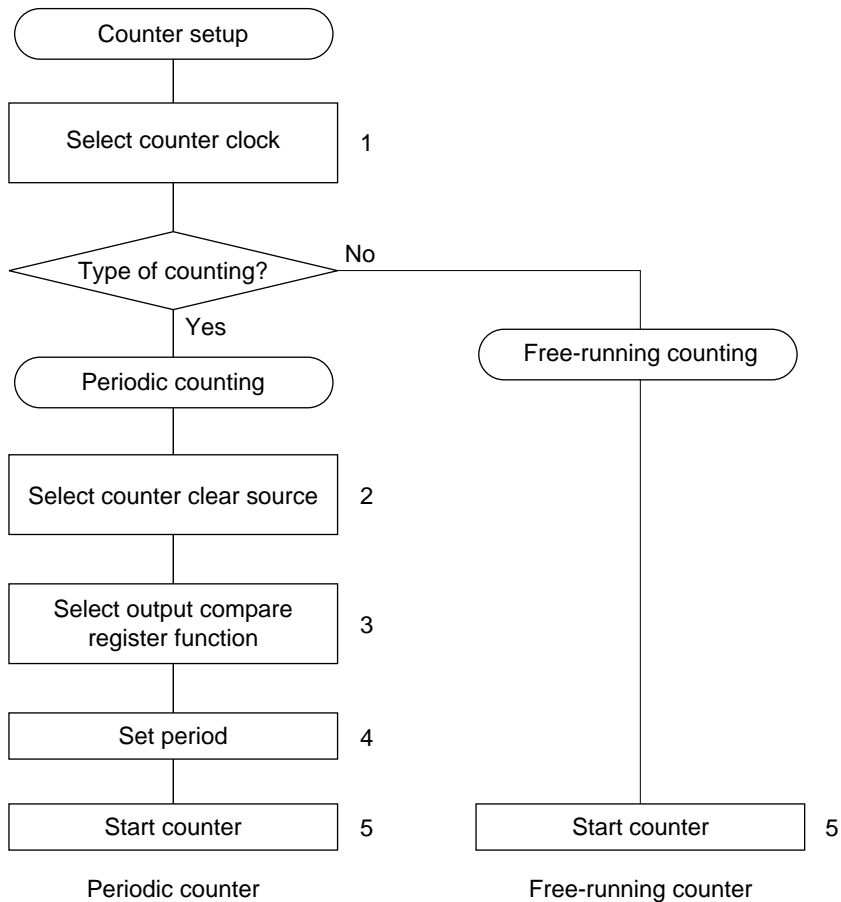 Counter setup
Select counter clock
1
Type of counting?
No
Yes
Free-running counting
Periodic counting
Select counter clear source
2
Select output compare
register function
3
Set period
4
Start counter
5
Start counter
5
Periodic counter
Free-running counter